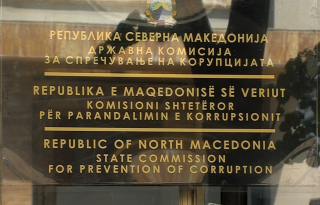 РЕПУБЛИКА СЕВЕРНА МАКЕДОНИЈА
ДРЖАВНА КОМИСИЈА
ЗА СПРЕЧУВАЊЕ НА КОРУПЦИЈАТА
REPUBLIKA E MAQEDONISË SË VERIUT
KOMISIONI SHTETËROR
PËR PARANDALIMIN E KORRUPSIONIT
REPUBLIC OF NORTH MACEDONIA
STATE COMMISSION
FOR PREVENTION OF CORRUPTION